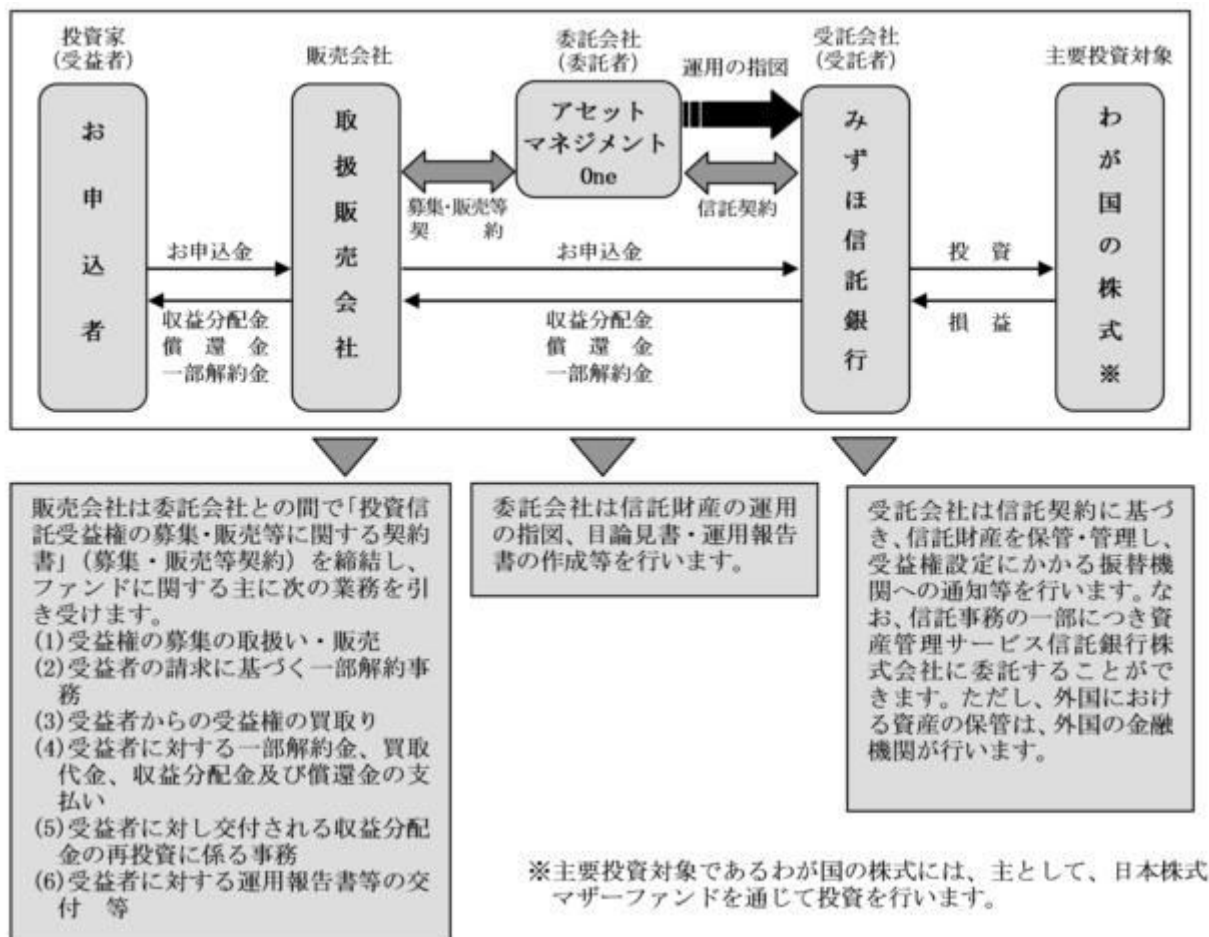 投資家
(受益者)
お申込者
販売会社
取扱販売会社
委託会社
(委託者)
アセット
マネジメント
One
運用の指図
受託会社
(受託者)
みずほ信託銀行
主要投資対象
わが国の株式※
募集・販売等
契 約
信託契約
お申込金
収益分配金
償 還 金
一部解約金
お申込金
収益分配金
償 還 金
一部解約金
投 資
損 益
販売会社は委託会社との間で「投資信
託受益権の募集・販売等に関する契約
書」（募集・販売等契約）を締結し、
ファンドに関する主に次の業務を引
き受けます。
(1)受益権の募集の取扱い・販売
(2)受益者の請求に基づく一部解約事
務
(3)受益者からの受益権の買取り
(4)受益者に対する一部解約金、買取
代金、収益分配金及び償還金の支
払い
(5)受益者に対し交付される収益分配
金の再投資に係る事務
(6)受益者に対する運用報告書等の交
付 等
委託会社は信託財産の運用
の指図、目論見書・運用報告
書の作成等を行います。
受託会社は信託契約に基づ
き、信託財産を保管・管理し、
受益権設定にかかる振替機
関への通知等を行います。な
お、信託事務の一部につき資
産管理サービス信託銀行株
式会社に委託することがで
きます。ただし、外国におけ
る資産の保管は、外国の金融
機関が行います。
※主要投資対象であるわが国の株式には、主として、日本株式
マザーファンドを通じて投資を行います。